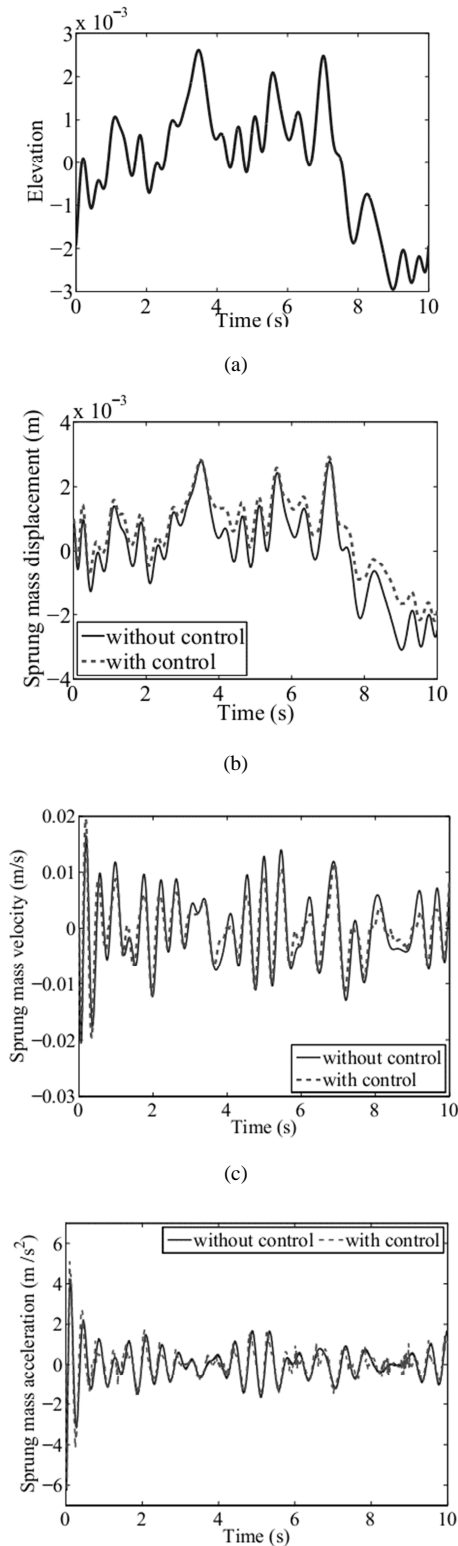 x 10−3
3
2
1
0
−1
−2
−3
Elevation
0 2 4 6 8 10
Time (s)
(a)
x 10−3
4
2
0
−2
−4
Sprung mass displacement (m)
without control
with control
0 2 4 6 8 10
Time (s)
(b)
0.02
0.01
0
−0.01
−0.02
−0.03
Sprung mass velocity (m/s)
without control
with control
0 2 4 6 8 10
Time (s)
(c)
6
4
2
0
−2
−4
−6
Sprung mass acceleration (m/s2)
without control with control
0 2 4 6 8 10
Time (s)